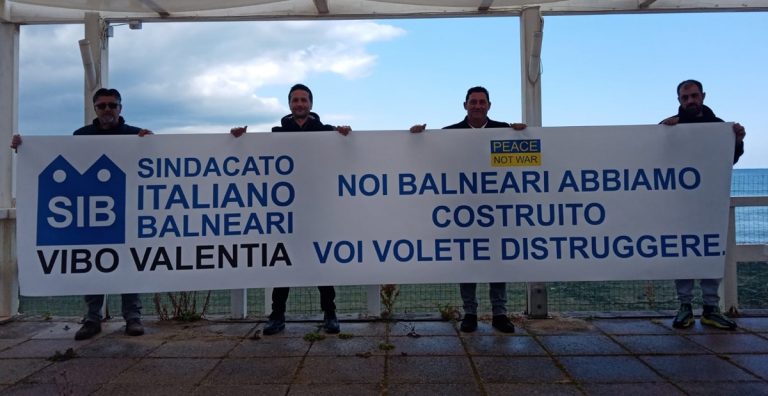 SIB
SINDACATO
ITALIANO
BALNEARI
VIBO VALENTIA
PEACE
NOT WAR
NOI BALNEARI ABBIAMO
COSTRUITO
VOI VOLETE DISTRUGGERE.